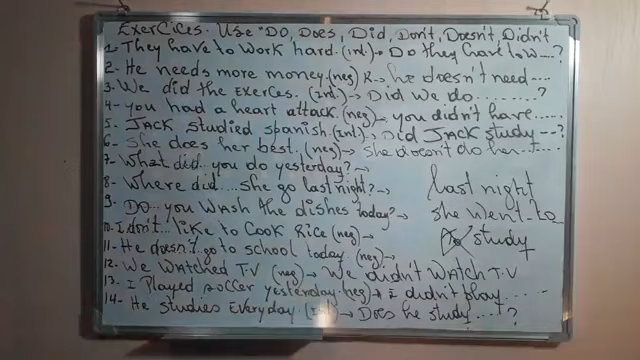 Exercices. Use "Do, Does, Did, Don't, Doesn't, Didn't
1- They have to work hard. (int)→ Do they have to w....?
2- He needs more money. (neg) R→ he doesn't need....
3- We did the exerces. (int.)→ Did we do.........?
4- you had a heart attack. (neg)→ you didn't have......
5- JACK studied spanish. (int.)→ Did JACK study---?
6- She does her best. (neg)→ she doesn't do her.......
7- What did you do yesterday?→
8- Where did... she go last night?→
last night
9- DO... you WASH the dishes today?→
she went to
10- I don't... like to Cook Rice (neg)→
study
11- He doesn't go to school today (neg)→
12- We WATCHED T.V (neg)→ We didn't WATCH T.V
13- I Played soccer yesterday. neg)→ I didn't play.......
14- He studies Everyday. (int)→ Does he study.....?